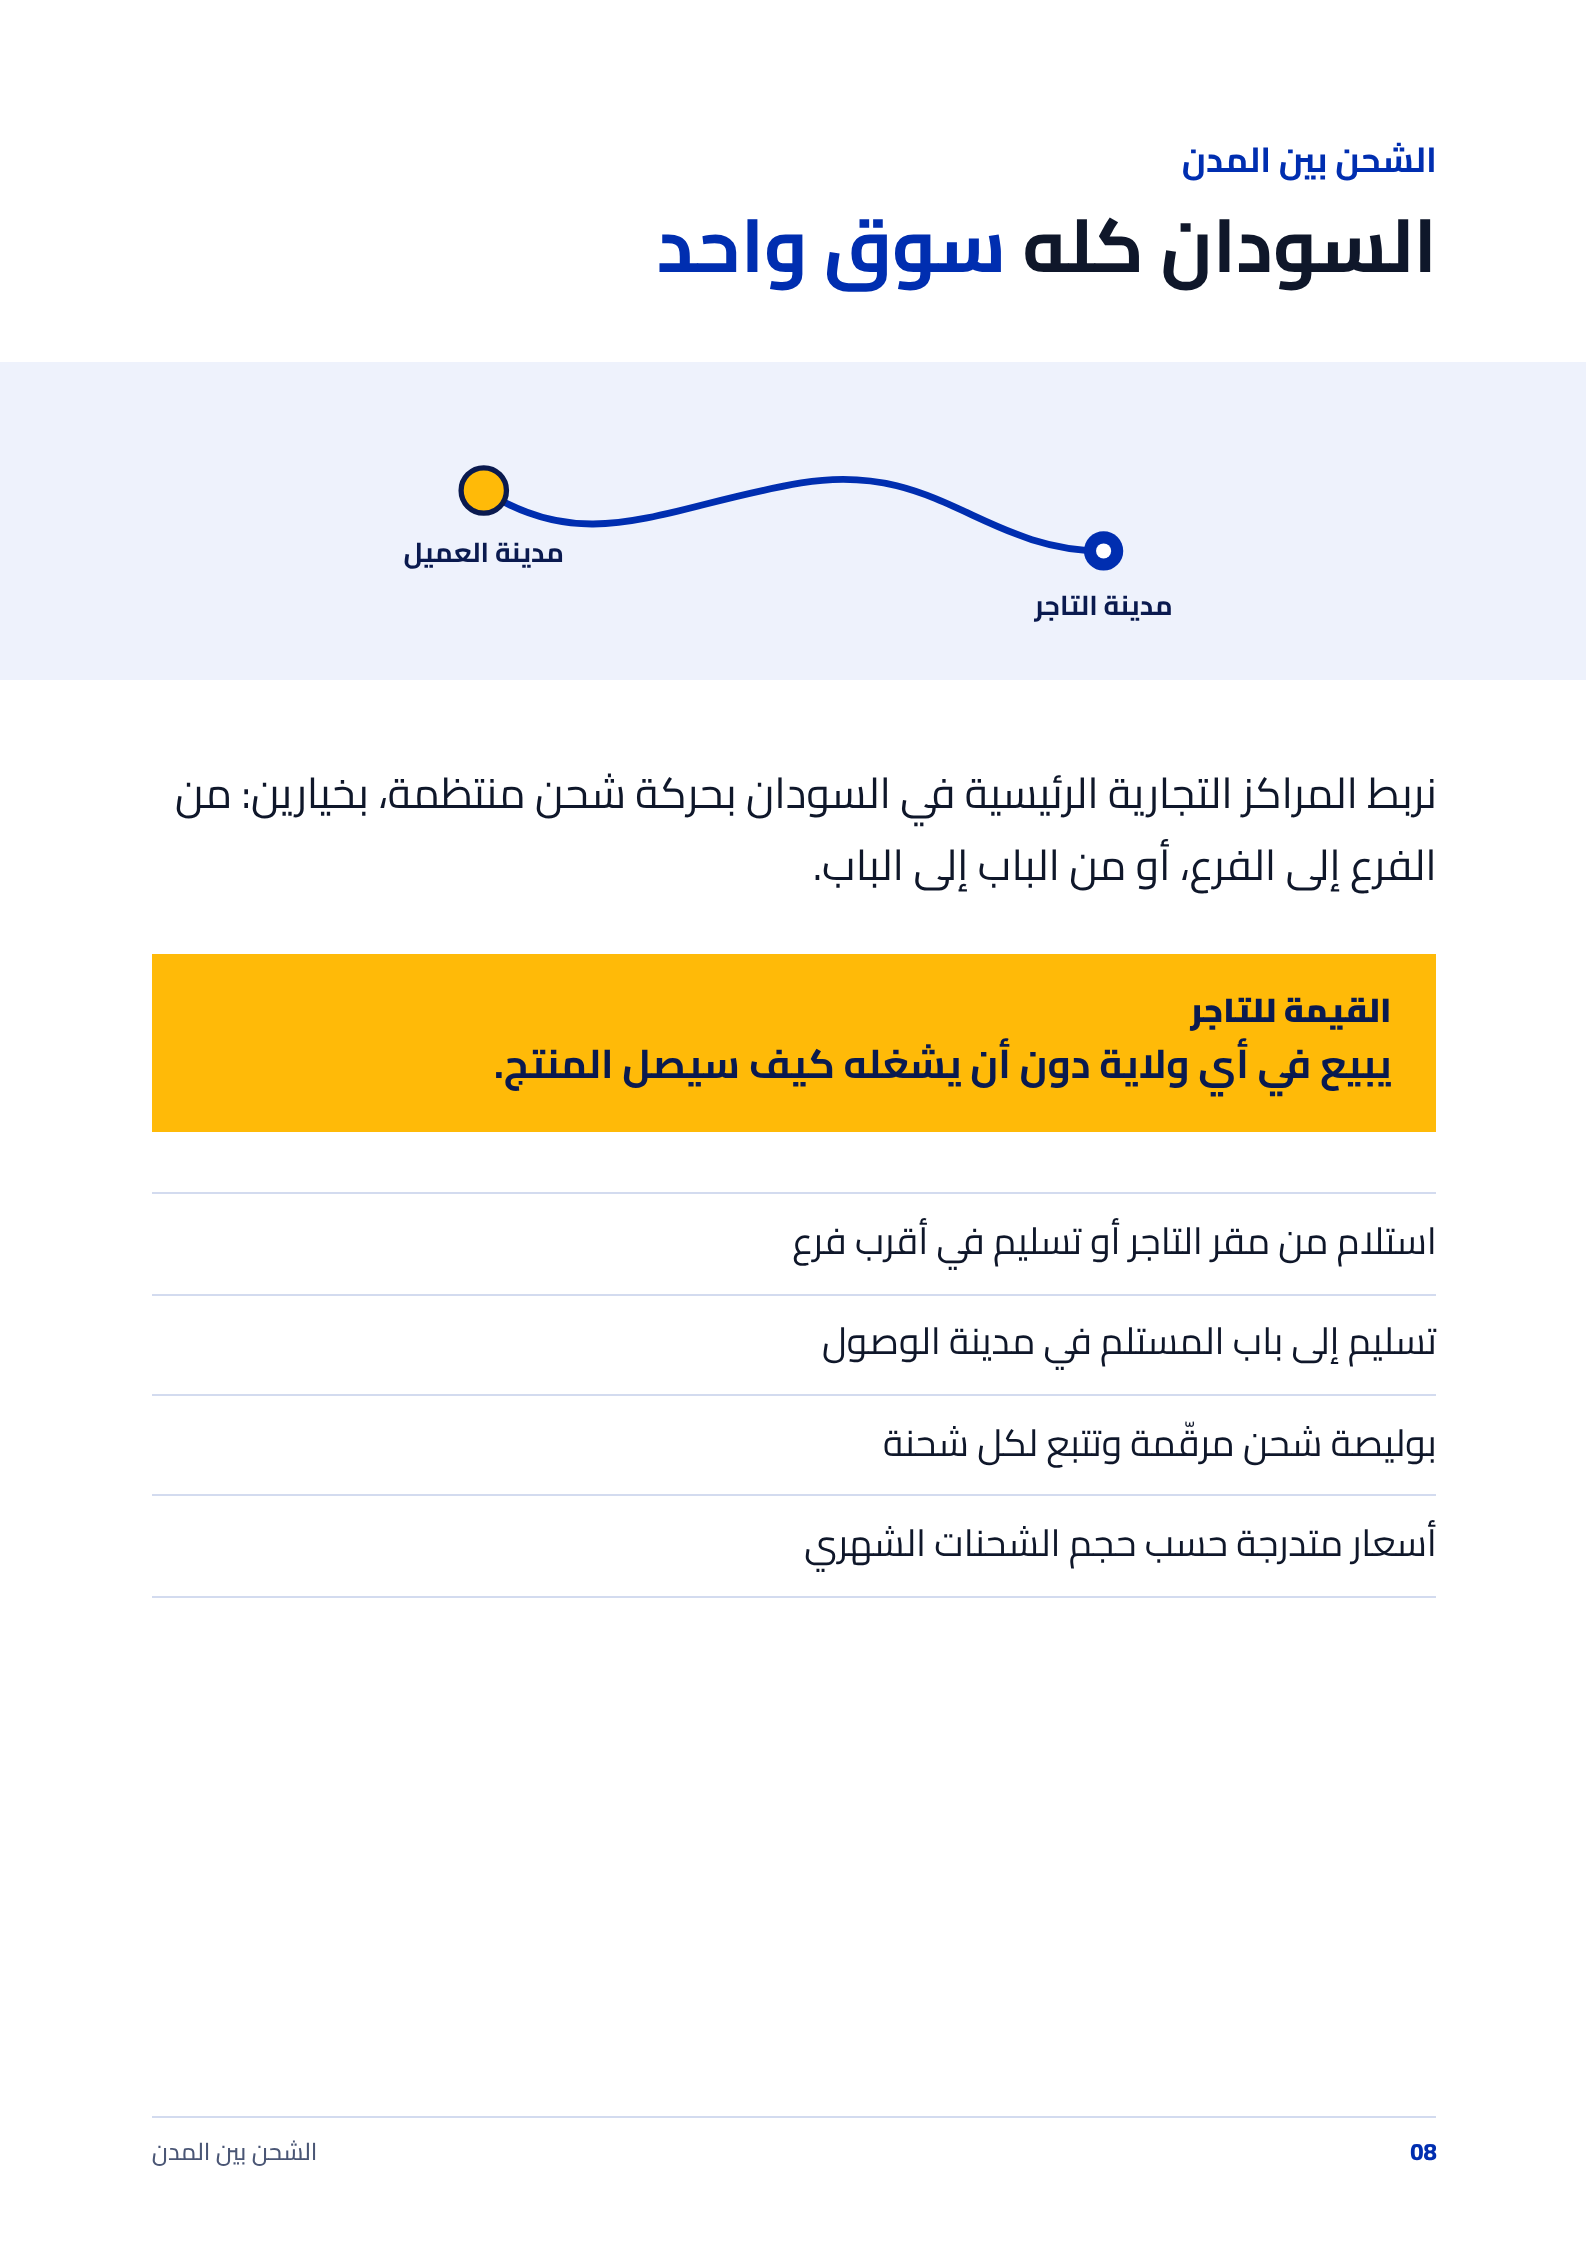 الشحن بين المدن
السودان كله سوق واحد
مدينة العميل
مدينة التاجر
نربط المراكز التجارية الرئيسية في السودان بحركة شحن منتظمة، بخيارين: من
الفرع إلى الفرع، أو من الباب إلى الباب.
القيمة للتاجر
يبيع في أي ولاية دون أن يشغله كيف سيصل المنتج.
استلام من مقر التاجر أو تسليم في أقرب فرع
تسليم إلى باب المستلم في مدينة الوصول
بوليصة شحن مرقّمة وتتبع لكل شحنة
أسعار متدرجة حسب حجم الشحنات الشهري
08
الشحن بين المدن